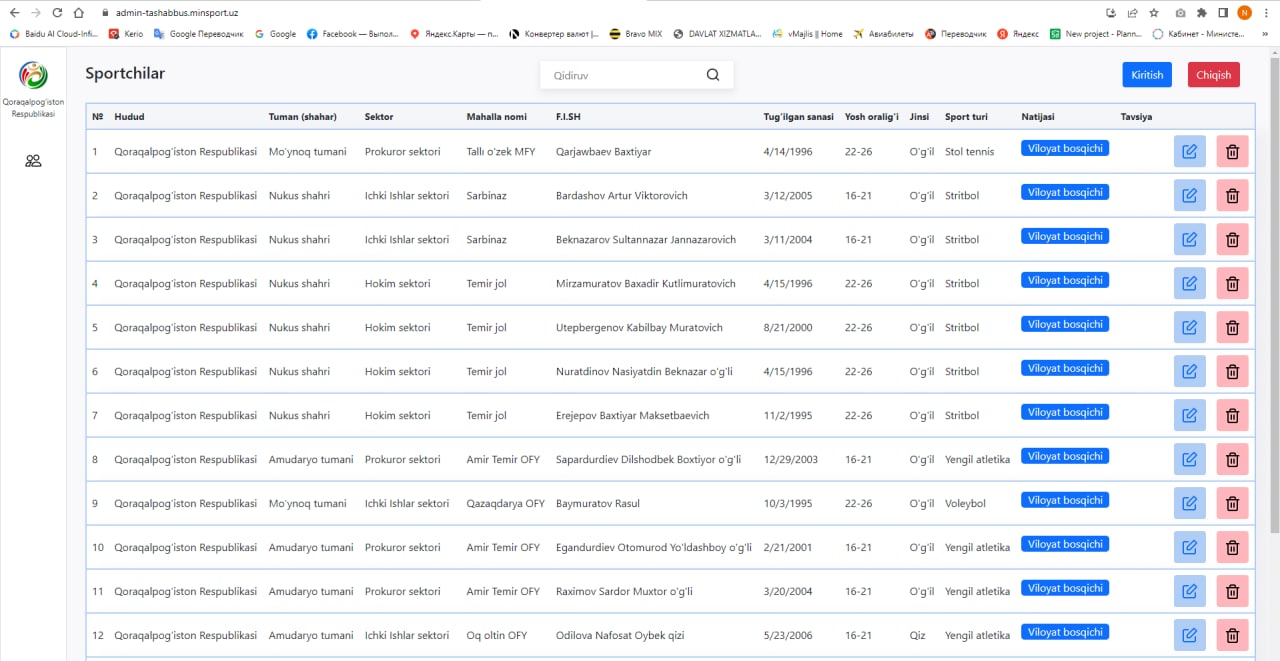 admin-tashabbus.minsport.uz
N
Baidu AI Cloud-Infi... Kerio Google Переводчик Google Facebook — Выпол... Яндекс.Карты — п... Конвертер валют |... Bravo MIX DAVLAT XIZMATLA... vMajlis || Home Авиабилеты Переводчик Яндекс New project - Plann... Кабинет - Министе... »
Qoraqalpog'iston
Respublikasi
Sportchilar
Qidiruv
Kiritish Chiqish
№ Hudud Tuman (shahar) Sektor Mahalla nomi F.I.SH Tug'ilgan sanasi Yosh oralig'i Jinsi Sport turi Natijasi Tavsiya
1 Qoraqalpog'iston Respublikasi Mo'ynoq tumani Prokuror sektori Tallı o'zek MFY Qarjawbaev Baxtiyar 4/14/1996 22-26 O'g'il Stol tennis Viloyat bosqichi
2 Qoraqalpog'iston Respublikasi Nukus shahri Ichki Ishlar sektori Sarbinaz Bardashov Artur Viktorovich 3/12/2005 16-21 O'g'il Stritbol Viloyat bosqichi
3 Qoraqalpog'iston Respublikasi Nukus shahri Ichki Ishlar sektori Sarbinaz Beknazarov Sultannazar Jannazarovich 3/11/2004 16-21 O'g'il Stritbol Viloyat bosqichi
4 Qoraqalpog'iston Respublikasi Nukus shahri Hokim sektori Temir jol Mirzamuratov Baxadir Kutlimuratovich 4/15/1996 22-26 O'g'il Stritbol Viloyat bosqichi
5 Qoraqalpog'iston Respublikasi Nukus shahri Hokim sektori Temir jol Utepbergenov Kabilbay Muratovich 8/21/2000 22-26 O'g'il Stritbol Viloyat bosqichi
6 Qoraqalpog'iston Respublikasi Nukus shahri Hokim sektori Temir jol Nuratdinov Nasiyatdin Beknazar o'g'li 4/15/1996 22-26 O'g'il Stritbol Viloyat bosqichi
7 Qoraqalpog'iston Respublikasi Nukus shahri Hokim sektori Temir jol Erejepov Baxtiyar Maksetbaevich 11/2/1995 22-26 O'g'il Stritbol Viloyat bosqichi
8 Qoraqalpog'iston Respublikasi Amudaryo tumani Prokuror sektori Amir Temir OFY Sapardurdiev Dilshodbek Boxtiyor o'g'li 12/29/2003 16-21 O'g'il Yengil atletika Viloyat bosqichi
9 Qoraqalpog'iston Respublikasi Mo'ynoq tumani Ichki Ishlar sektori Qazaqdarya OFY Baymuratov Rasul 10/3/1995 22-26 O'g'il Voleybol Viloyat bosqichi
10 Qoraqalpog'iston Respublikasi Amudaryo tumani Prokuror sektori Amir Temir OFY Egandurdiev Otomurod Yo'ldashboy o'g'li 2/21/2001 16-21 O'g'il Yengil atletika Viloyat bosqichi
11 Qoraqalpog'iston Respublikasi Amudaryo tumani Prokuror sektori Amir Temir OFY Raximov Sardor Muxtor o'g'li 3/20/2004 16-21 O'g'il Yengil atletika Viloyat bosqichi
12 Qoraqalpog'iston Respublikasi Amudaryo tumani Ichki Ishlar sektori Oq oltin OFY Odilova Nafosat Oybek qizi 5/23/2006 16-21 Qiz Yengil atletika Viloyat bosqichi